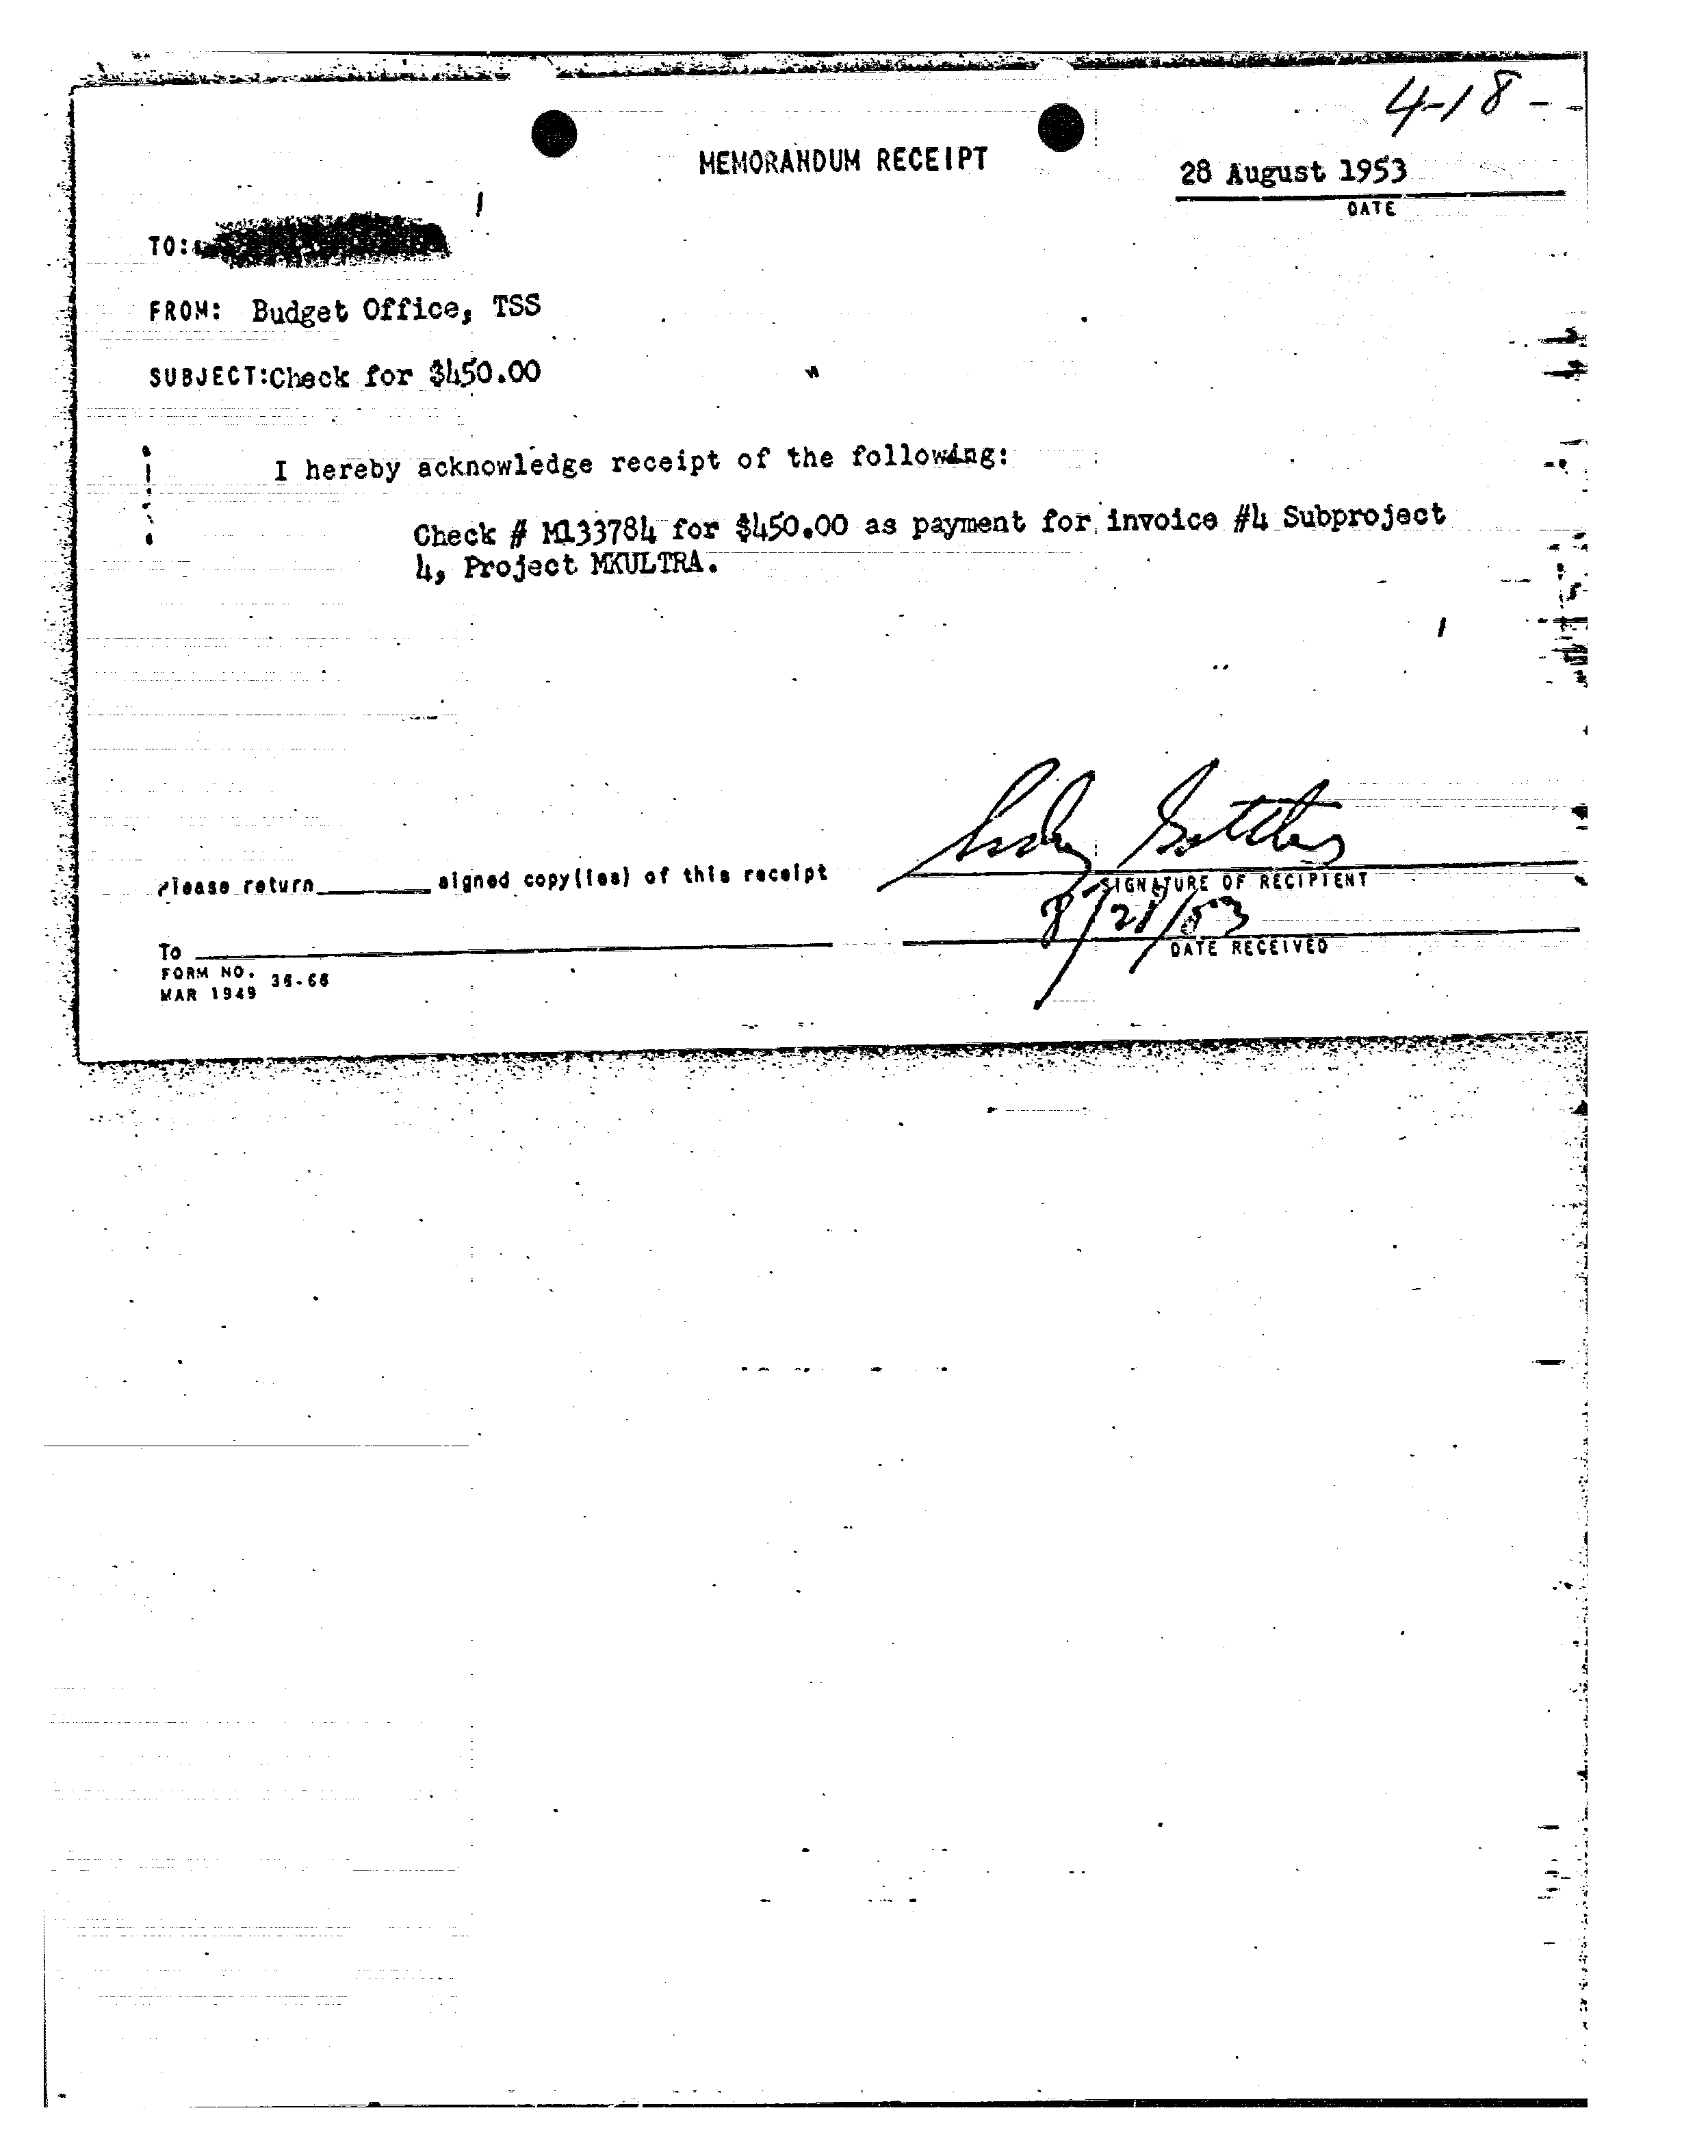 4-18-
MEMORANDUM RECEIPT
28 August 1953
DATE
TO:
FROM: Budget Office, TSS
SUBJECT: Check for $450.00
I hereby acknowledge receipt of the following:
Check # M133784 for $450.00 as payment for invoice #4 Subproject
4, Project MKULTRA.
Sidney Gottlieb
Please return ______ signed copy(ies) of this receipt
SIGNATURE OF RECIPIENT
8/28/53
To
DATE RECEIVED
FORM NO. 36-66
MAR 1949